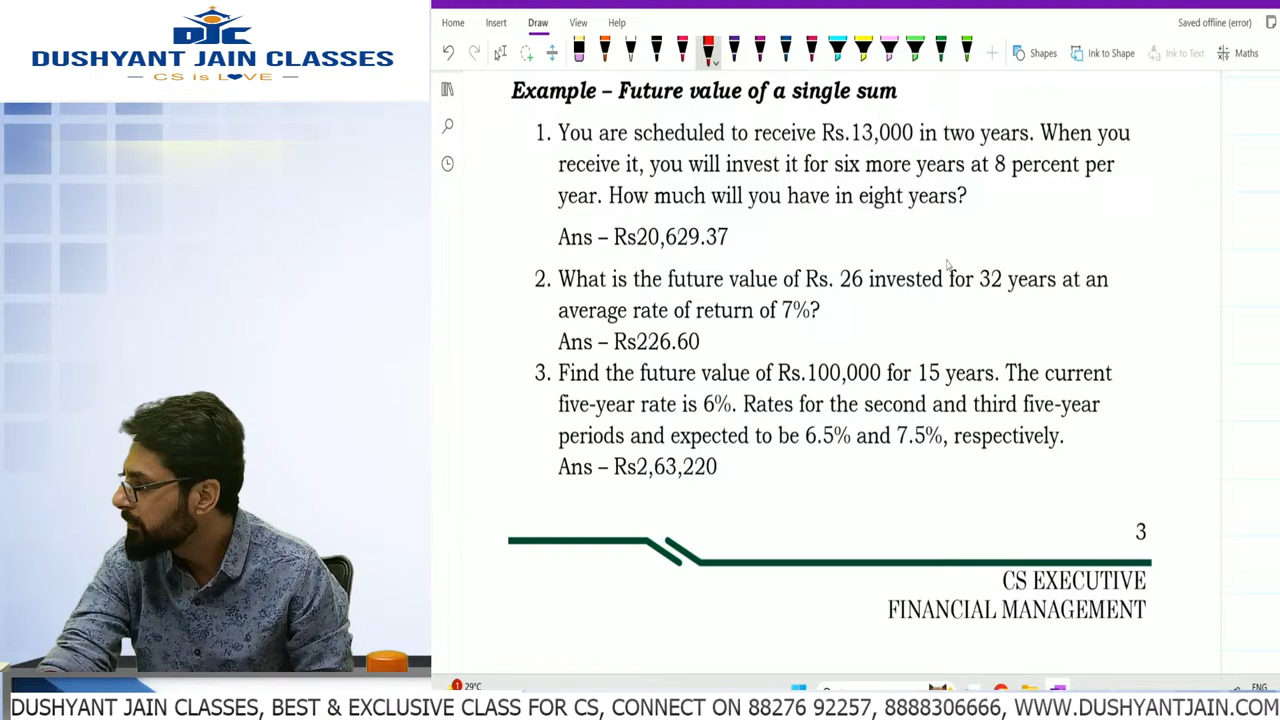 DJC
DUSHYANT JAIN CLASSES
CS is LOVE
Home Insert Draw View Help
Saved offline (error)
Shapes Ink to Shape Ink to Text Maths
Example – Future value of a single sum
1. You are scheduled to receive Rs.13,000 in two years. When you
receive it, you will invest it for six more years at 8 percent per
year. How much will you have in eight years?
Ans – Rs20,629.37
2. What is the future value of Rs. 26 invested for 32 years at an
average rate of return of 7%?
Ans – Rs226.60
3. Find the future value of Rs.100,000 for 15 years. The current
five-year rate is 6%. Rates for the second and third five-year
periods and expected to be 6.5% and 7.5%, respectively.
Ans – Rs2,63,220
3
CS EXECUTIVE
FINANCIAL MANAGEMENT
1
29°C
ENG
DUSHYANT JAIN CLASSES, BEST & EXCLUSIVE CLASS FOR CS, CONNECT ON 88276 92257, 8888306666, WWW.DUSHYANTJAIN.COM